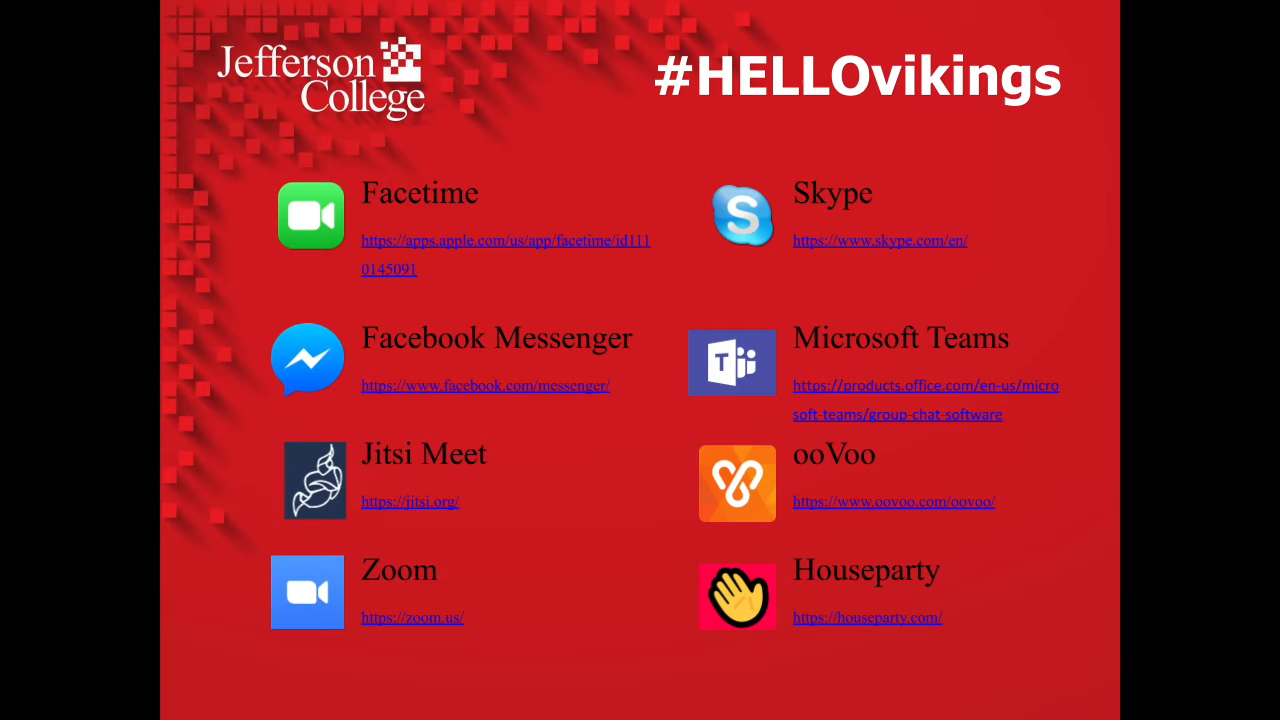 Jefferson
College
#HELLOvikings
Facetime
https://apps.apple.com/us/app/facetime/id111
0145091
Skype
https://www.skype.com/en/
Facebook Messenger
https://www.facebook.com/messenger/
Microsoft Teams
https://products.office.com/en-us/micro
soft-teams/group-chat-software
Jitsi Meet
https://jitsi.org/
ooVoo
https://www.oovoo.com/oovoo/
Zoom
https://zoom.us/
Houseparty
https://houseparty.com/